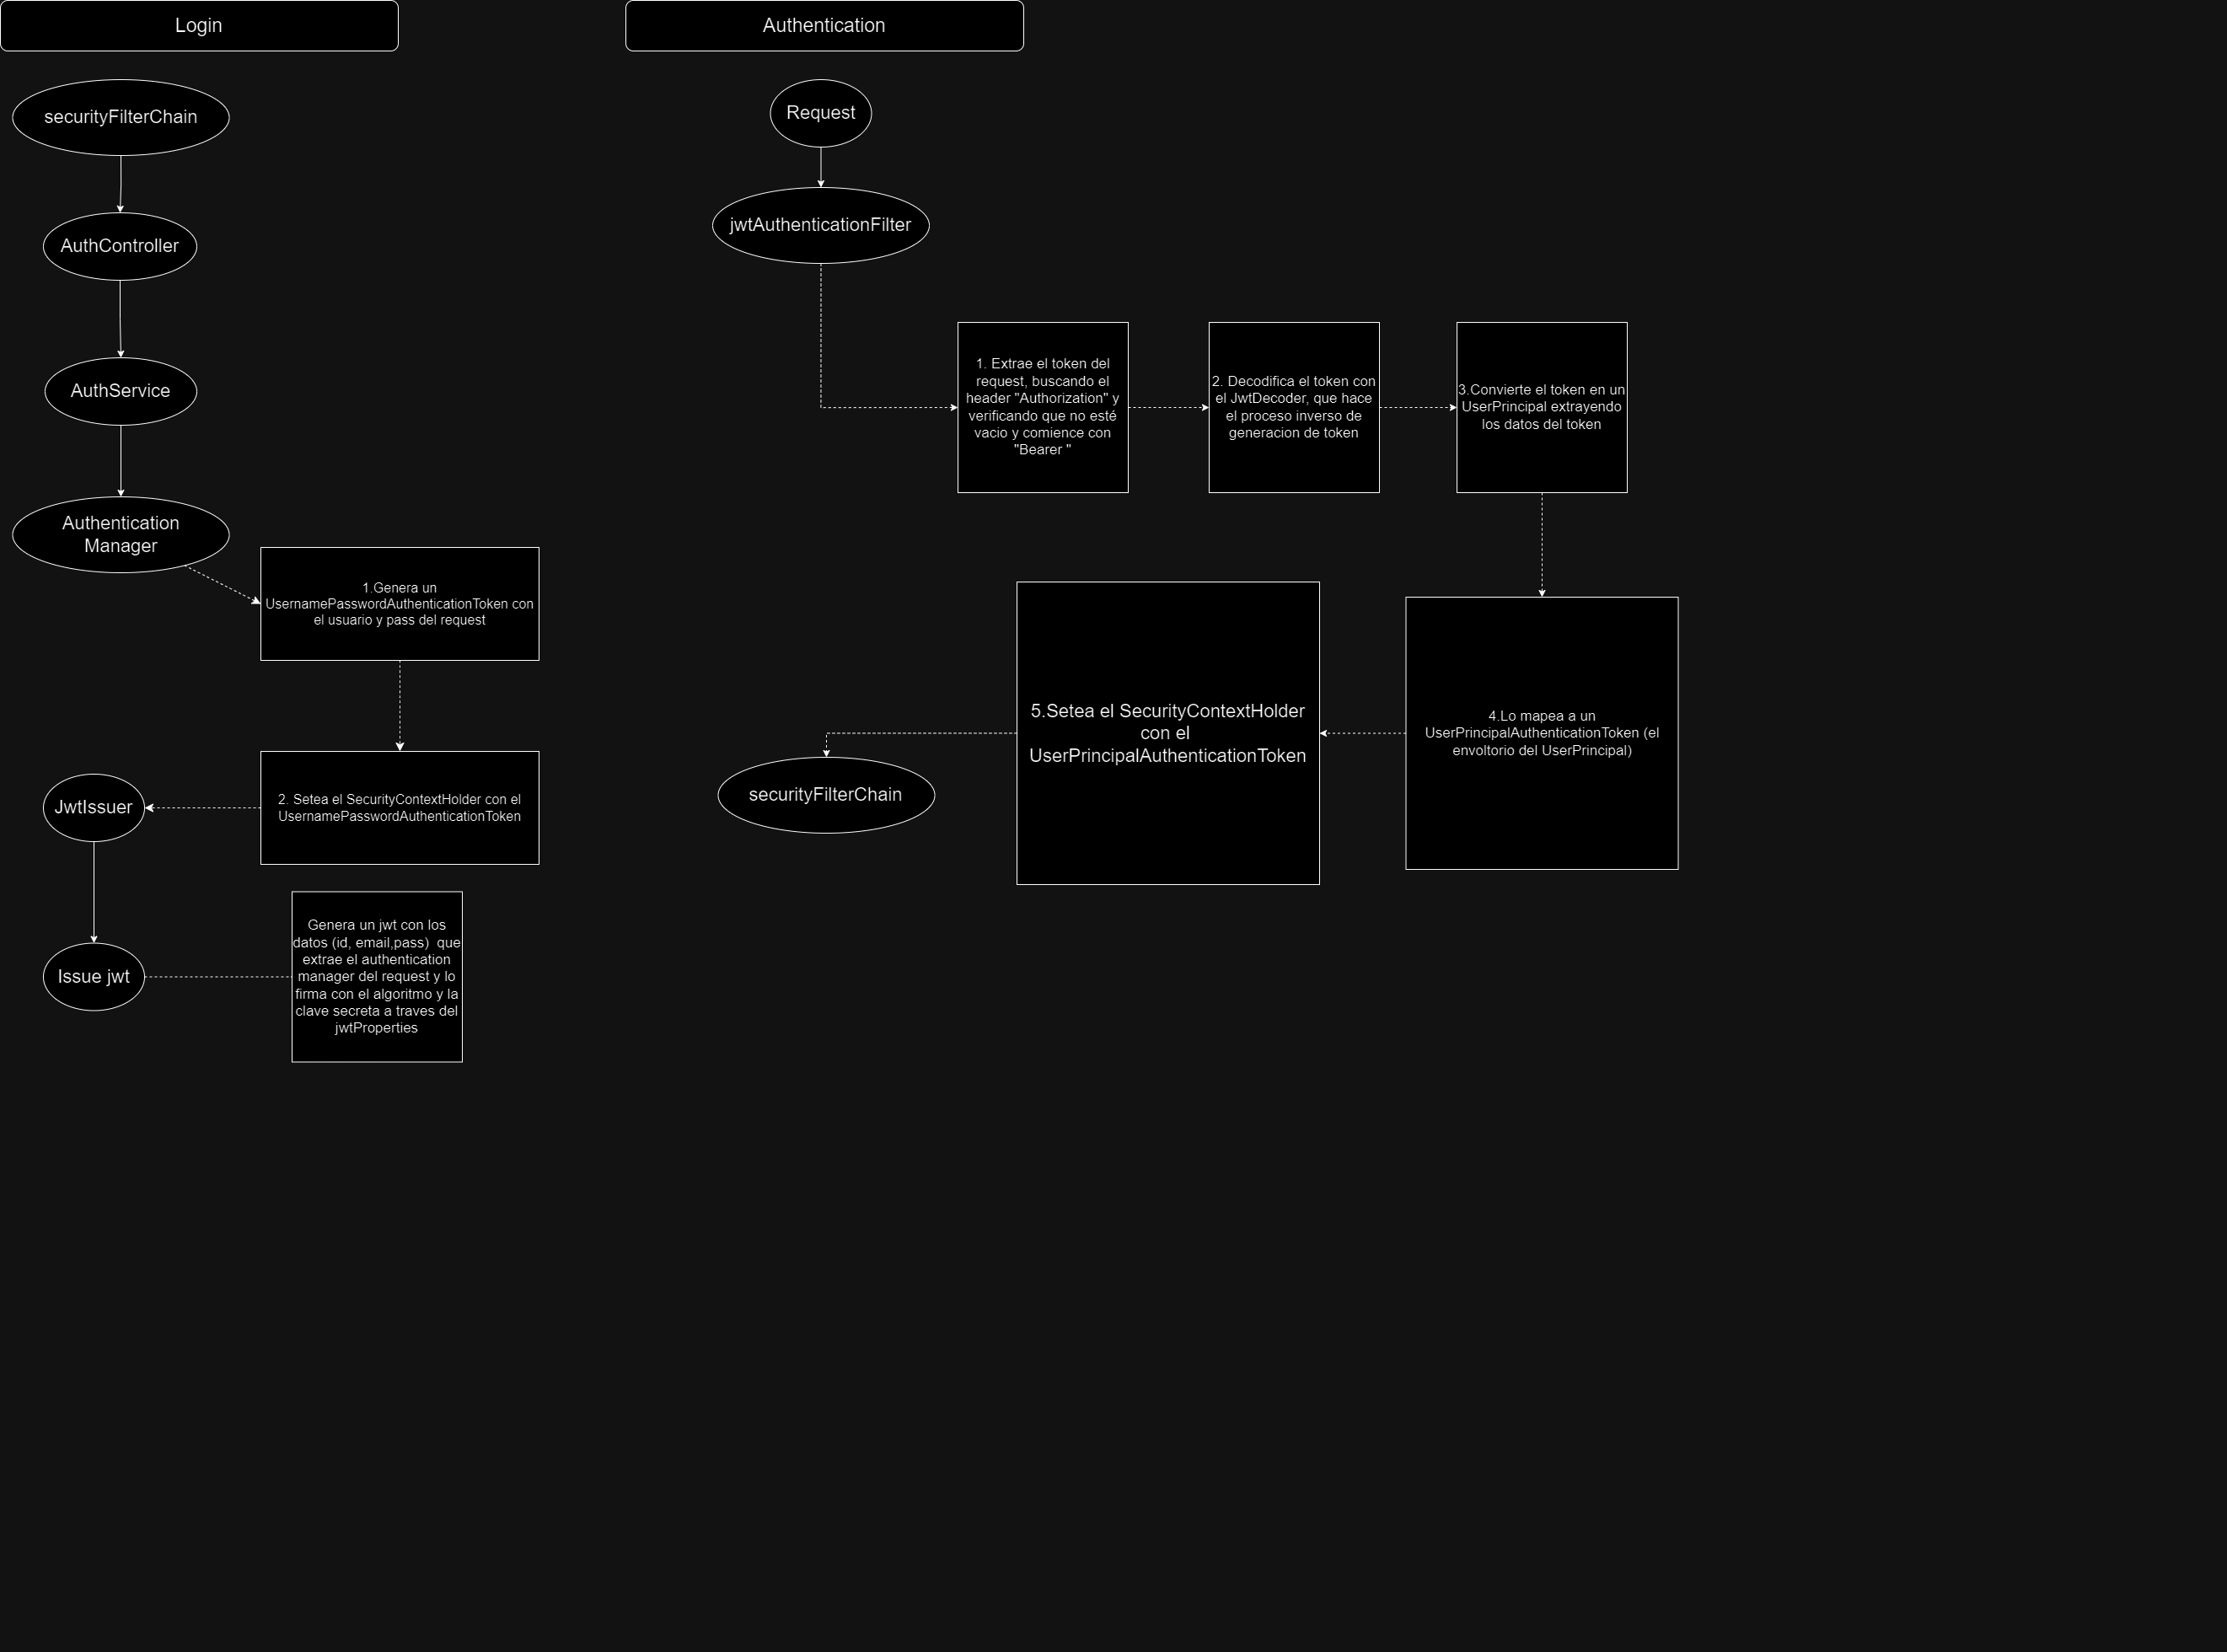 Login
securityFilterChain
AuthController
AuthService
Authentication
Manager
1.Genera un
UsernamePasswordAuthenticationToken con
el usuario y pass del request
2. Setea el SecurityContextHolder con el
UsernamePasswordAuthenticationToken
JwtIssuer
Issue jwt
Genera un jwt con los
datos (id, email,pass)  que
extrae el authentication
manager del request y lo
firma con el algoritmo y la
clave secreta a traves del
jwtProperties
Authentication
Request
jwtAuthenticationFilter
1. Extrae el token del
request, buscando el
header "Authorization" y
verificando que no esté
vacio y comience con
"Bearer "
2. Decodifica el token con
el JwtDecoder, que hace
el proceso inverso de
generacion de token
3.Convierte el token en un
UserPrincipal extrayendo
los datos del token
4.Lo mapea a un
UserPrincipalAuthenticationToken (el
envoltorio del UserPrincipal)
5.Setea el SecurityContextHolder
con el
UserPrincipalAuthenticationToken
securityFilterChain